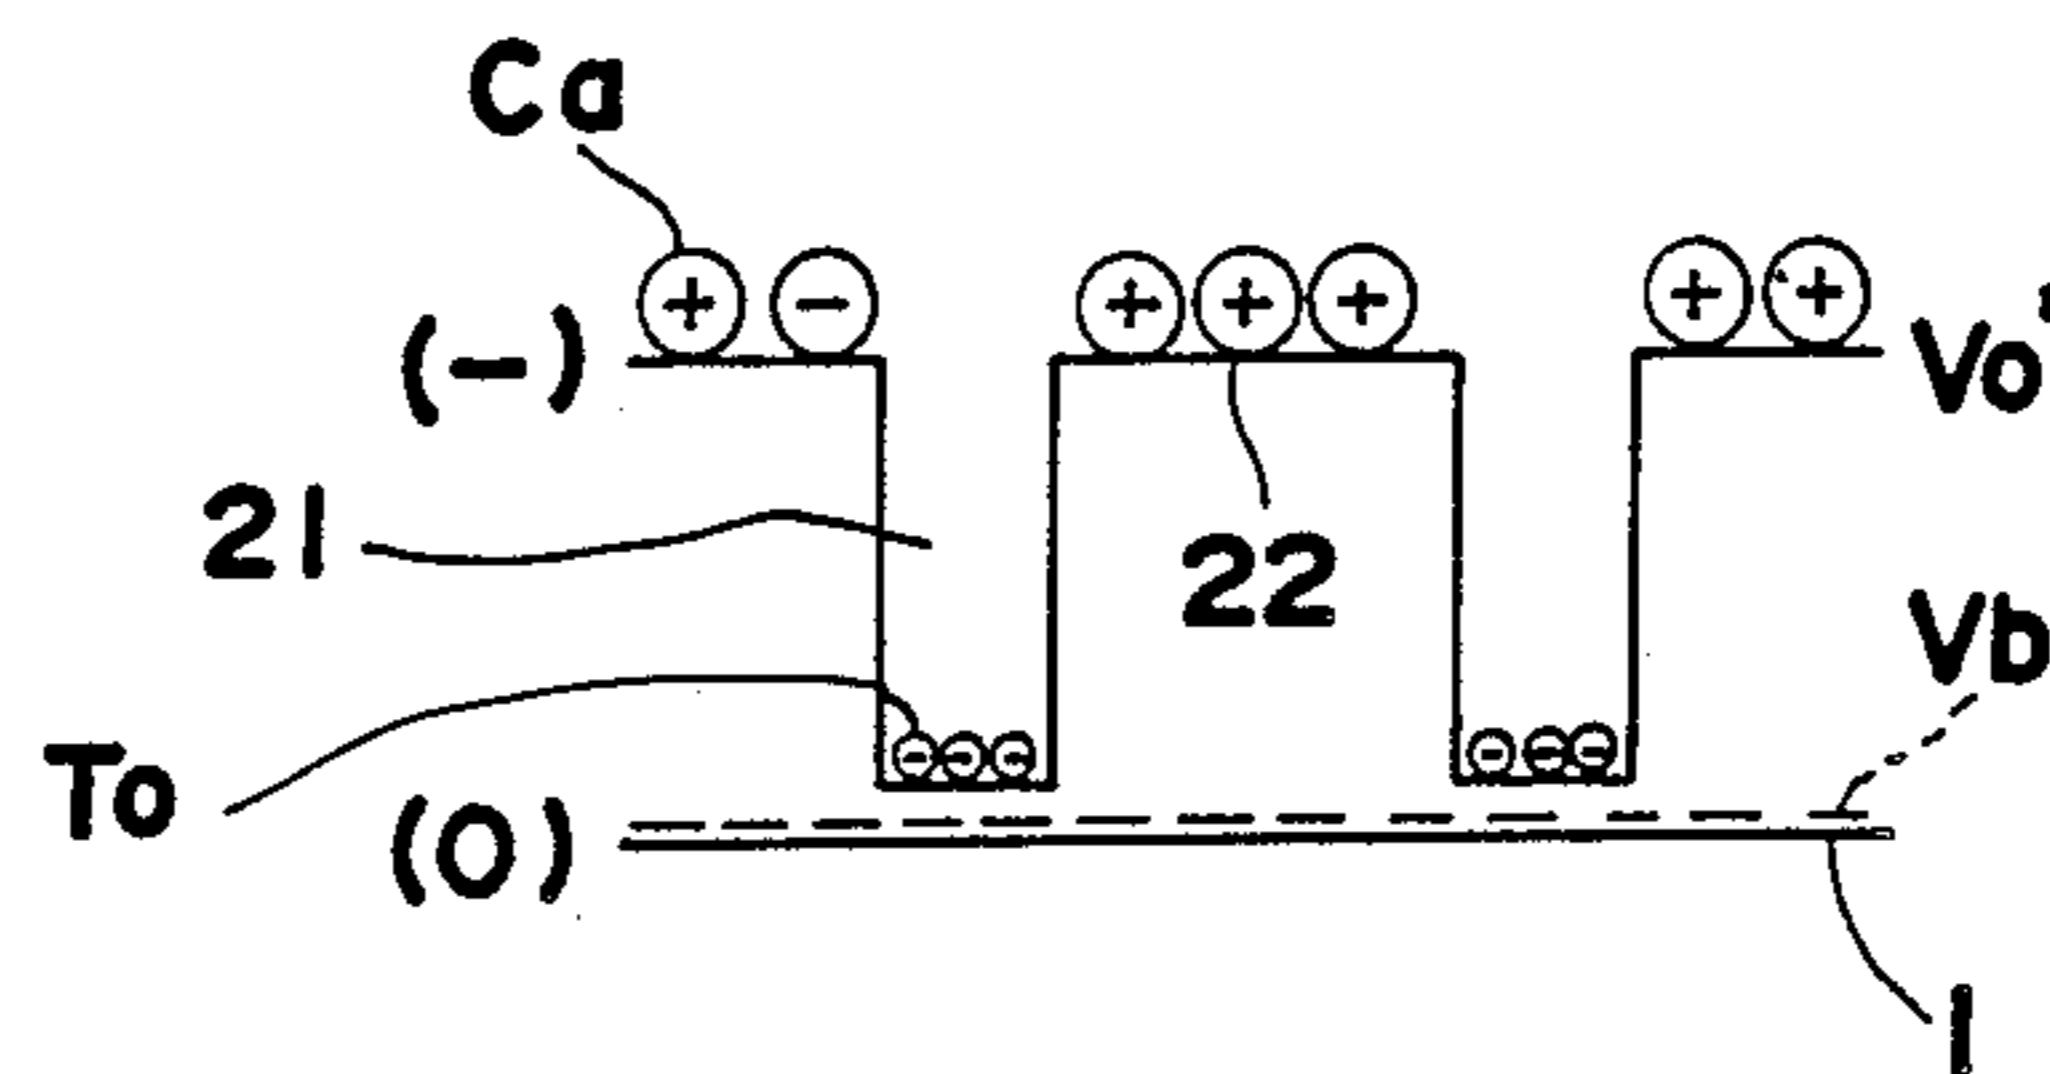 Ca
+ − + + + + +
(−)
Vo'
21
22
Vb
To
− − − − − −
(0)
1